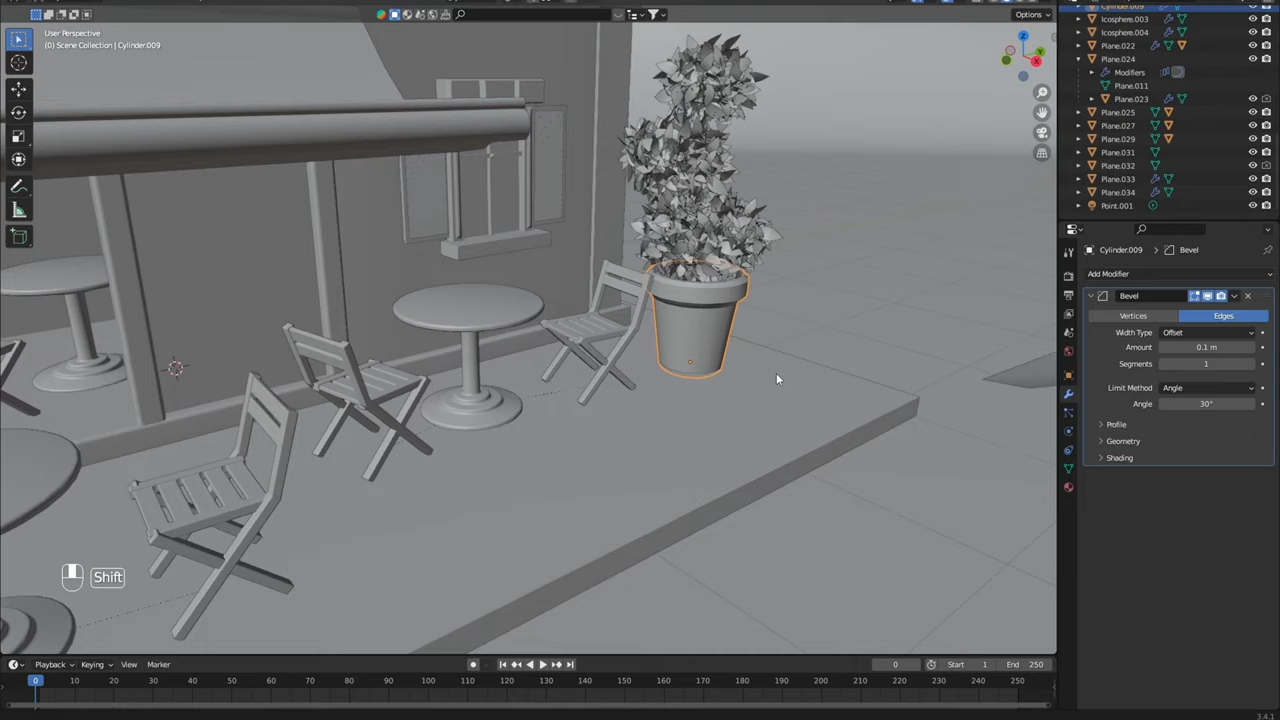 Options
User Perspective
(0) Scene Collection | Cylinder.009
Shift
Cylinder.009
Icosphere.003
Icosphere.004
Plane.022
Plane.024
Modifiers
Plane.011
Plane.023
Plane.025
Plane.027
Plane.029
Plane.031
Plane.032
Plane.033
Plane.034
Point.001
Cylinder.009 > Bevel
Add Modifier
Bevel
Vertices Edges
Width Type Offset
Amount 0.1 m
Segments 1
Limit Method Angle
Angle 30°
Profile
Geometry
Shading
Playback Keying View Marker 0 Start 1 End 250
0 10 20 30 40 50 60 70 80 90 100 110 120 130 140 150 160 170 180 190 200 210 220 230 240 250
3.4.1